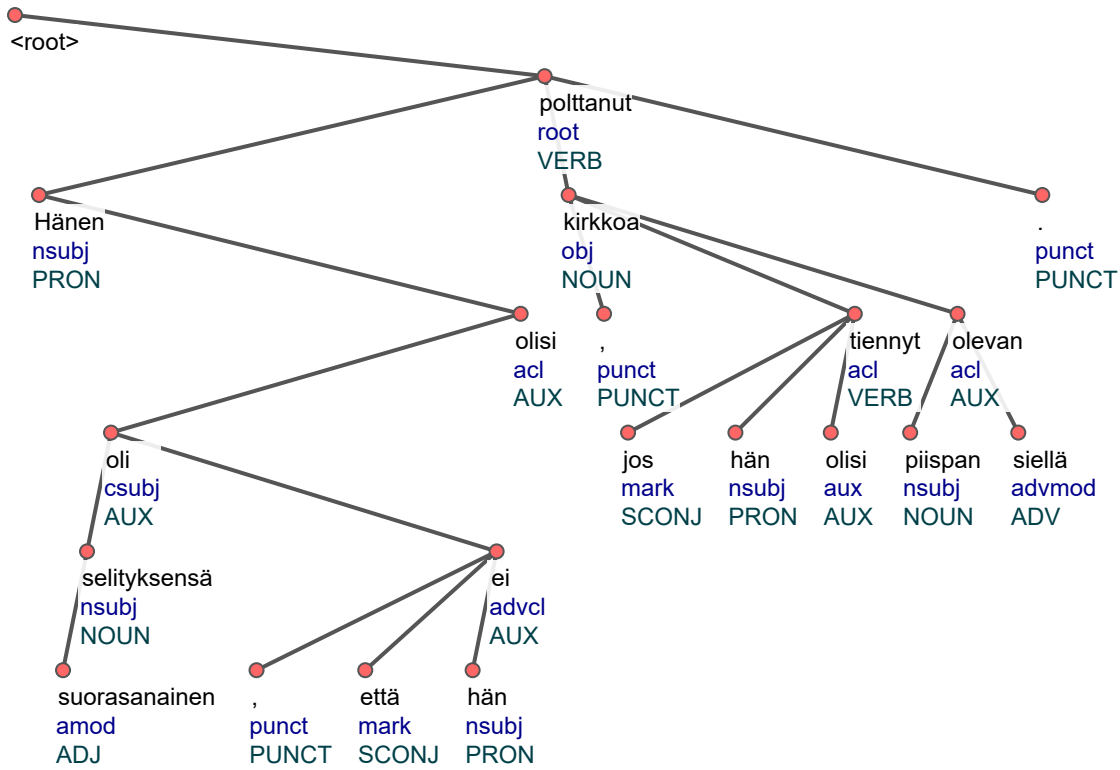 <root>
polttanut
root
VERB
Hänen
nsubj
PRON
kirkkoa
obj
NOUN
.
punct
PUNCT
olisi
acl
AUX
,
punct
PUNCT
tiennyt
acl
VERB
olevan
acl
AUX
oli
csubj
AUX
jos
mark
SCONJ
hän
nsubj
PRON
olisi
aux
AUX
piispan
nsubj
NOUN
siellä
advmod
ADV
selityksensä
nsubj
NOUN
ei
advcl
AUX
suorasanainen
amod
ADJ
,
punct
PUNCT
että
mark
SCONJ
hän
nsubj
PRON